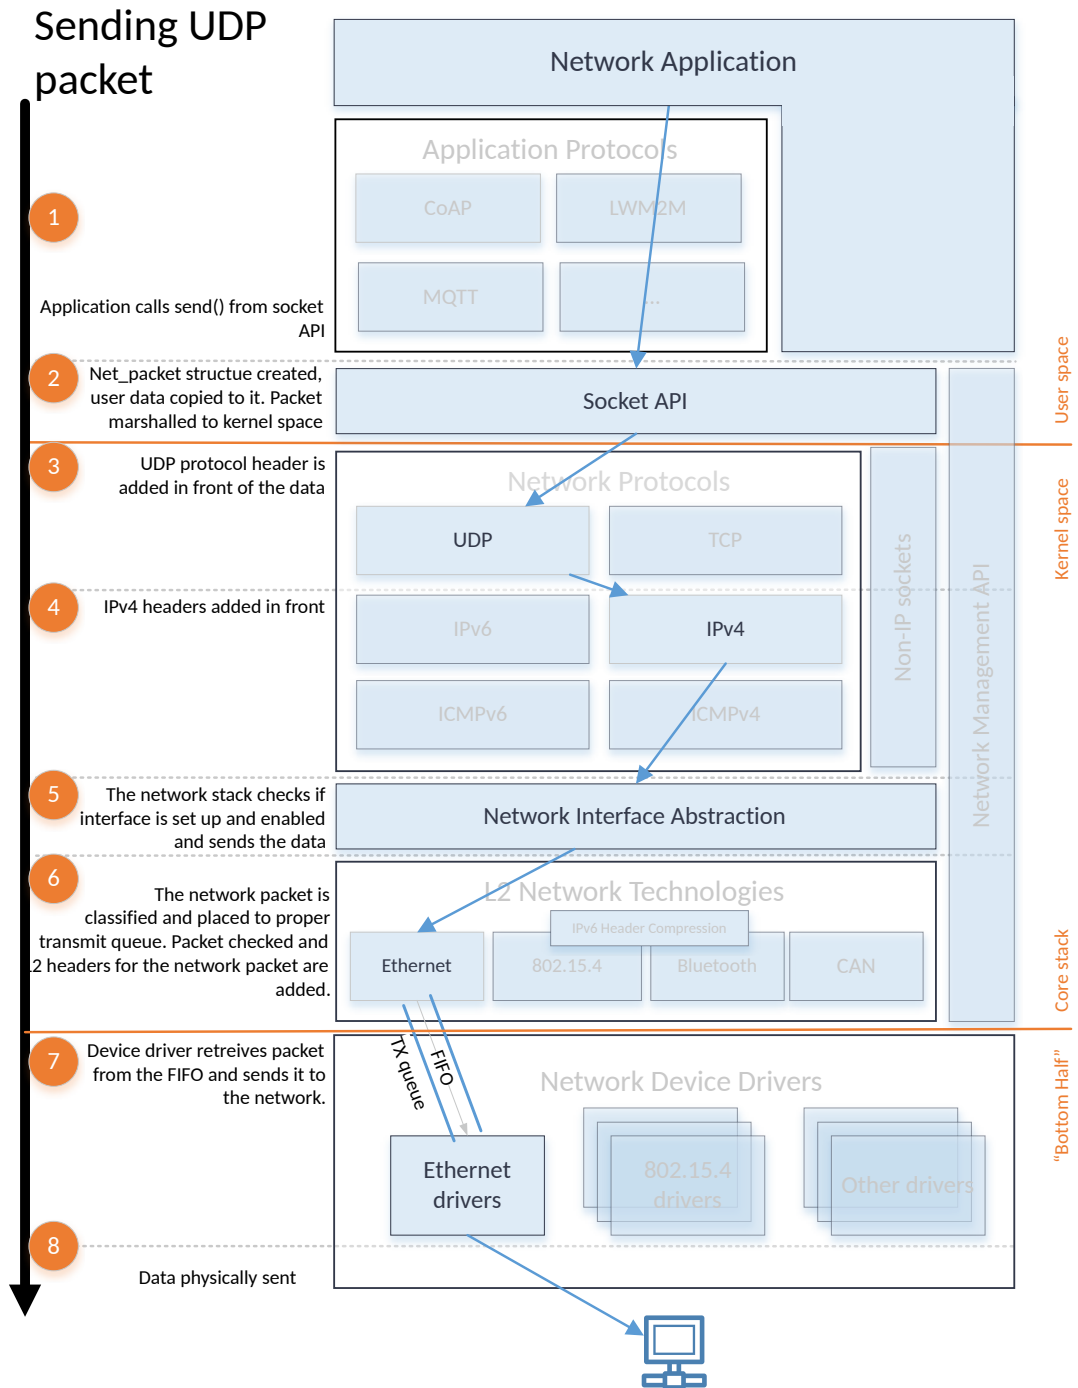 Sending UDP
packet
Network Application
Application Protocols
CoAP
LWM2M
MQTT
...
1
Application calls send() from socket
API
2
Net_packet structue created,
user data copied to it. Packet
marshalled to kernel space
Socket API
User space
3
UDP protocol header is
added in front of the data
Network Protocols
UDP
TCP
Kernel space
4
IPv4 headers added in front
IPv6
IPv4
ICMPv6
ICMPv4
Non-IP sockets
Network Management API
5
The network stack checks if
interface is set up and enabled
and sends the data
Network Interface Abstraction
6
The network packet is
classified and placed to proper
transmit queue. Packet checked and
L2 headers for the network packet are
added.
L2 Network Technologies
IPv6 Header Compression
Ethernet
802.15.4
Bluetooth
CAN
Core stack
7
Device driver retreives packet
from the FIFO and sends it to
the network.
TX queue
FIFO
Network Device Drivers
Ethernet
drivers
802.15.4
drivers
Other drivers
"Bottom Half"
8
Data physically sent